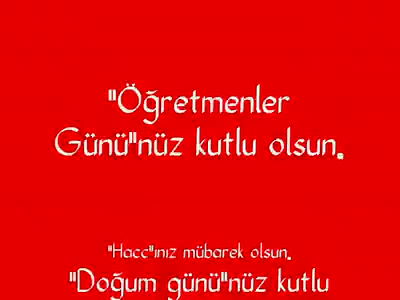 "Öğretmenler
Günü"nüz kutlu olsun.
"Hacc"ınız mübarek olsun.
"Doğum günü"nüz kutlu